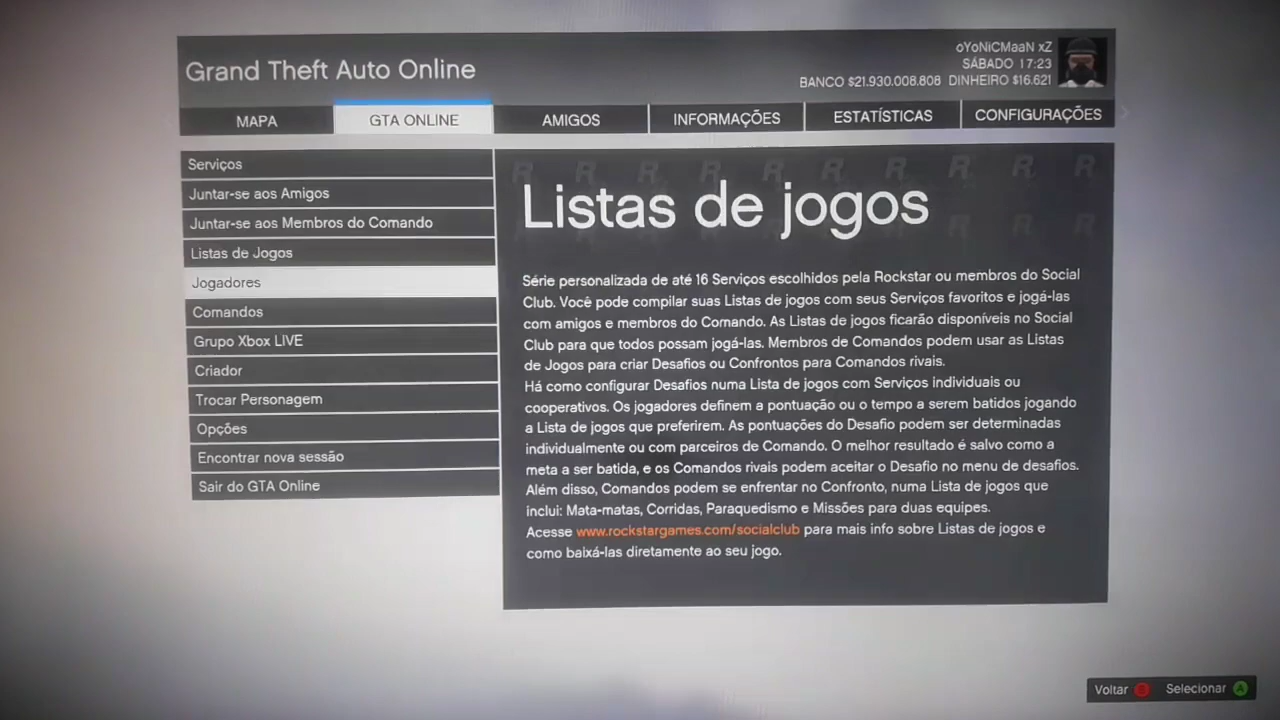 Grand Theft Auto Online
oYoNiCMaaN xZ
SÁBADO 17:23
BANCO $21.930.008.808 DINHEIRO $16.621
MAPA
GTA ONLINE
AMIGOS
INFORMAÇÕES
ESTATÍSTICAS
CONFIGURAÇÕES
Serviços
Juntar-se aos Amigos
Juntar-se aos Membros do Comando
Listas de Jogos
Jogadores
Comandos
Grupo Xbox LIVE
Criador
Trocar Personagem
Opções
Encontrar nova sessão
Sair do GTA Online
Listas de jogos
Série personalizada de até 16 Serviços escolhidos pela Rockstar ou membros do Social
Club. Você pode compilar suas Listas de jogos com seus Serviços favoritos e jogá-las
com amigos e membros do Comando. As Listas de jogos ficarão disponíveis no Social
Club para que todos possam jogá-las. Membros de Comandos podem usar as Listas
de Jogos para criar Desafios ou Confrontos para Comandos rivais.
Há como configurar Desafios numa Lista de jogos com Serviços individuais ou
cooperativos. Os jogadores definem a pontuação ou o tempo a serem batidos jogando
a Lista de jogos que preferirem. As pontuações do Desafio podem ser determinadas
individualmente ou com parceiros de Comando. O melhor resultado é salvo como a
meta a ser batida, e os Comandos rivais podem aceitar o Desafio no menu de desafios.
Além disso, Comandos podem se enfrentar no Confronto, numa Lista de jogos que
inclui: Mata-matas, Corridas, Paraquedismo e Missões para duas equipes.
Acesse www.rockstargames.com/socialclub para mais info sobre Listas de jogos e
como baixá-las diretamente ao seu jogo.
Voltar B Selecionar A